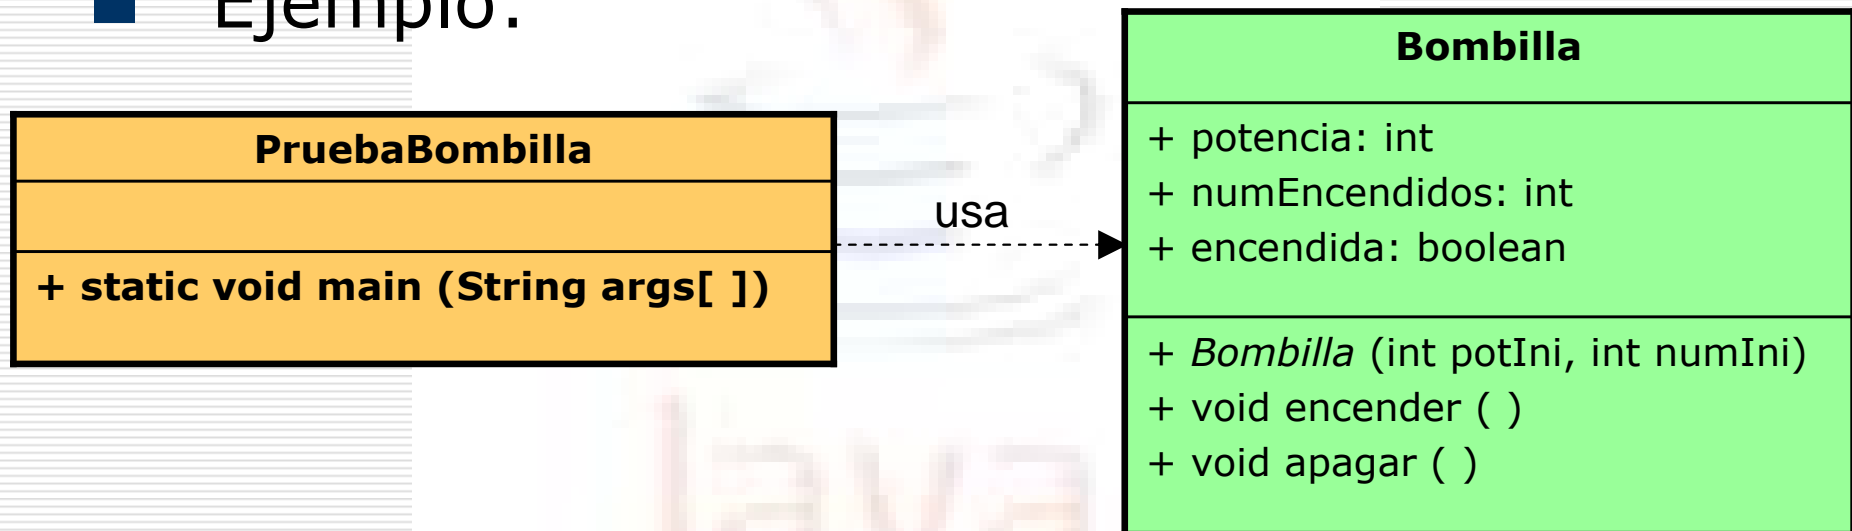 Ejemplo:
PruebaBombilla
+ static void main (String args[ ])
usa
Bombilla
+ potencia: int
+ numEncendidos: int
+ encendida: boolean
+ Bombilla (int potIni, int numIni)
+ void encender ( )
+ void apagar ( )
Java